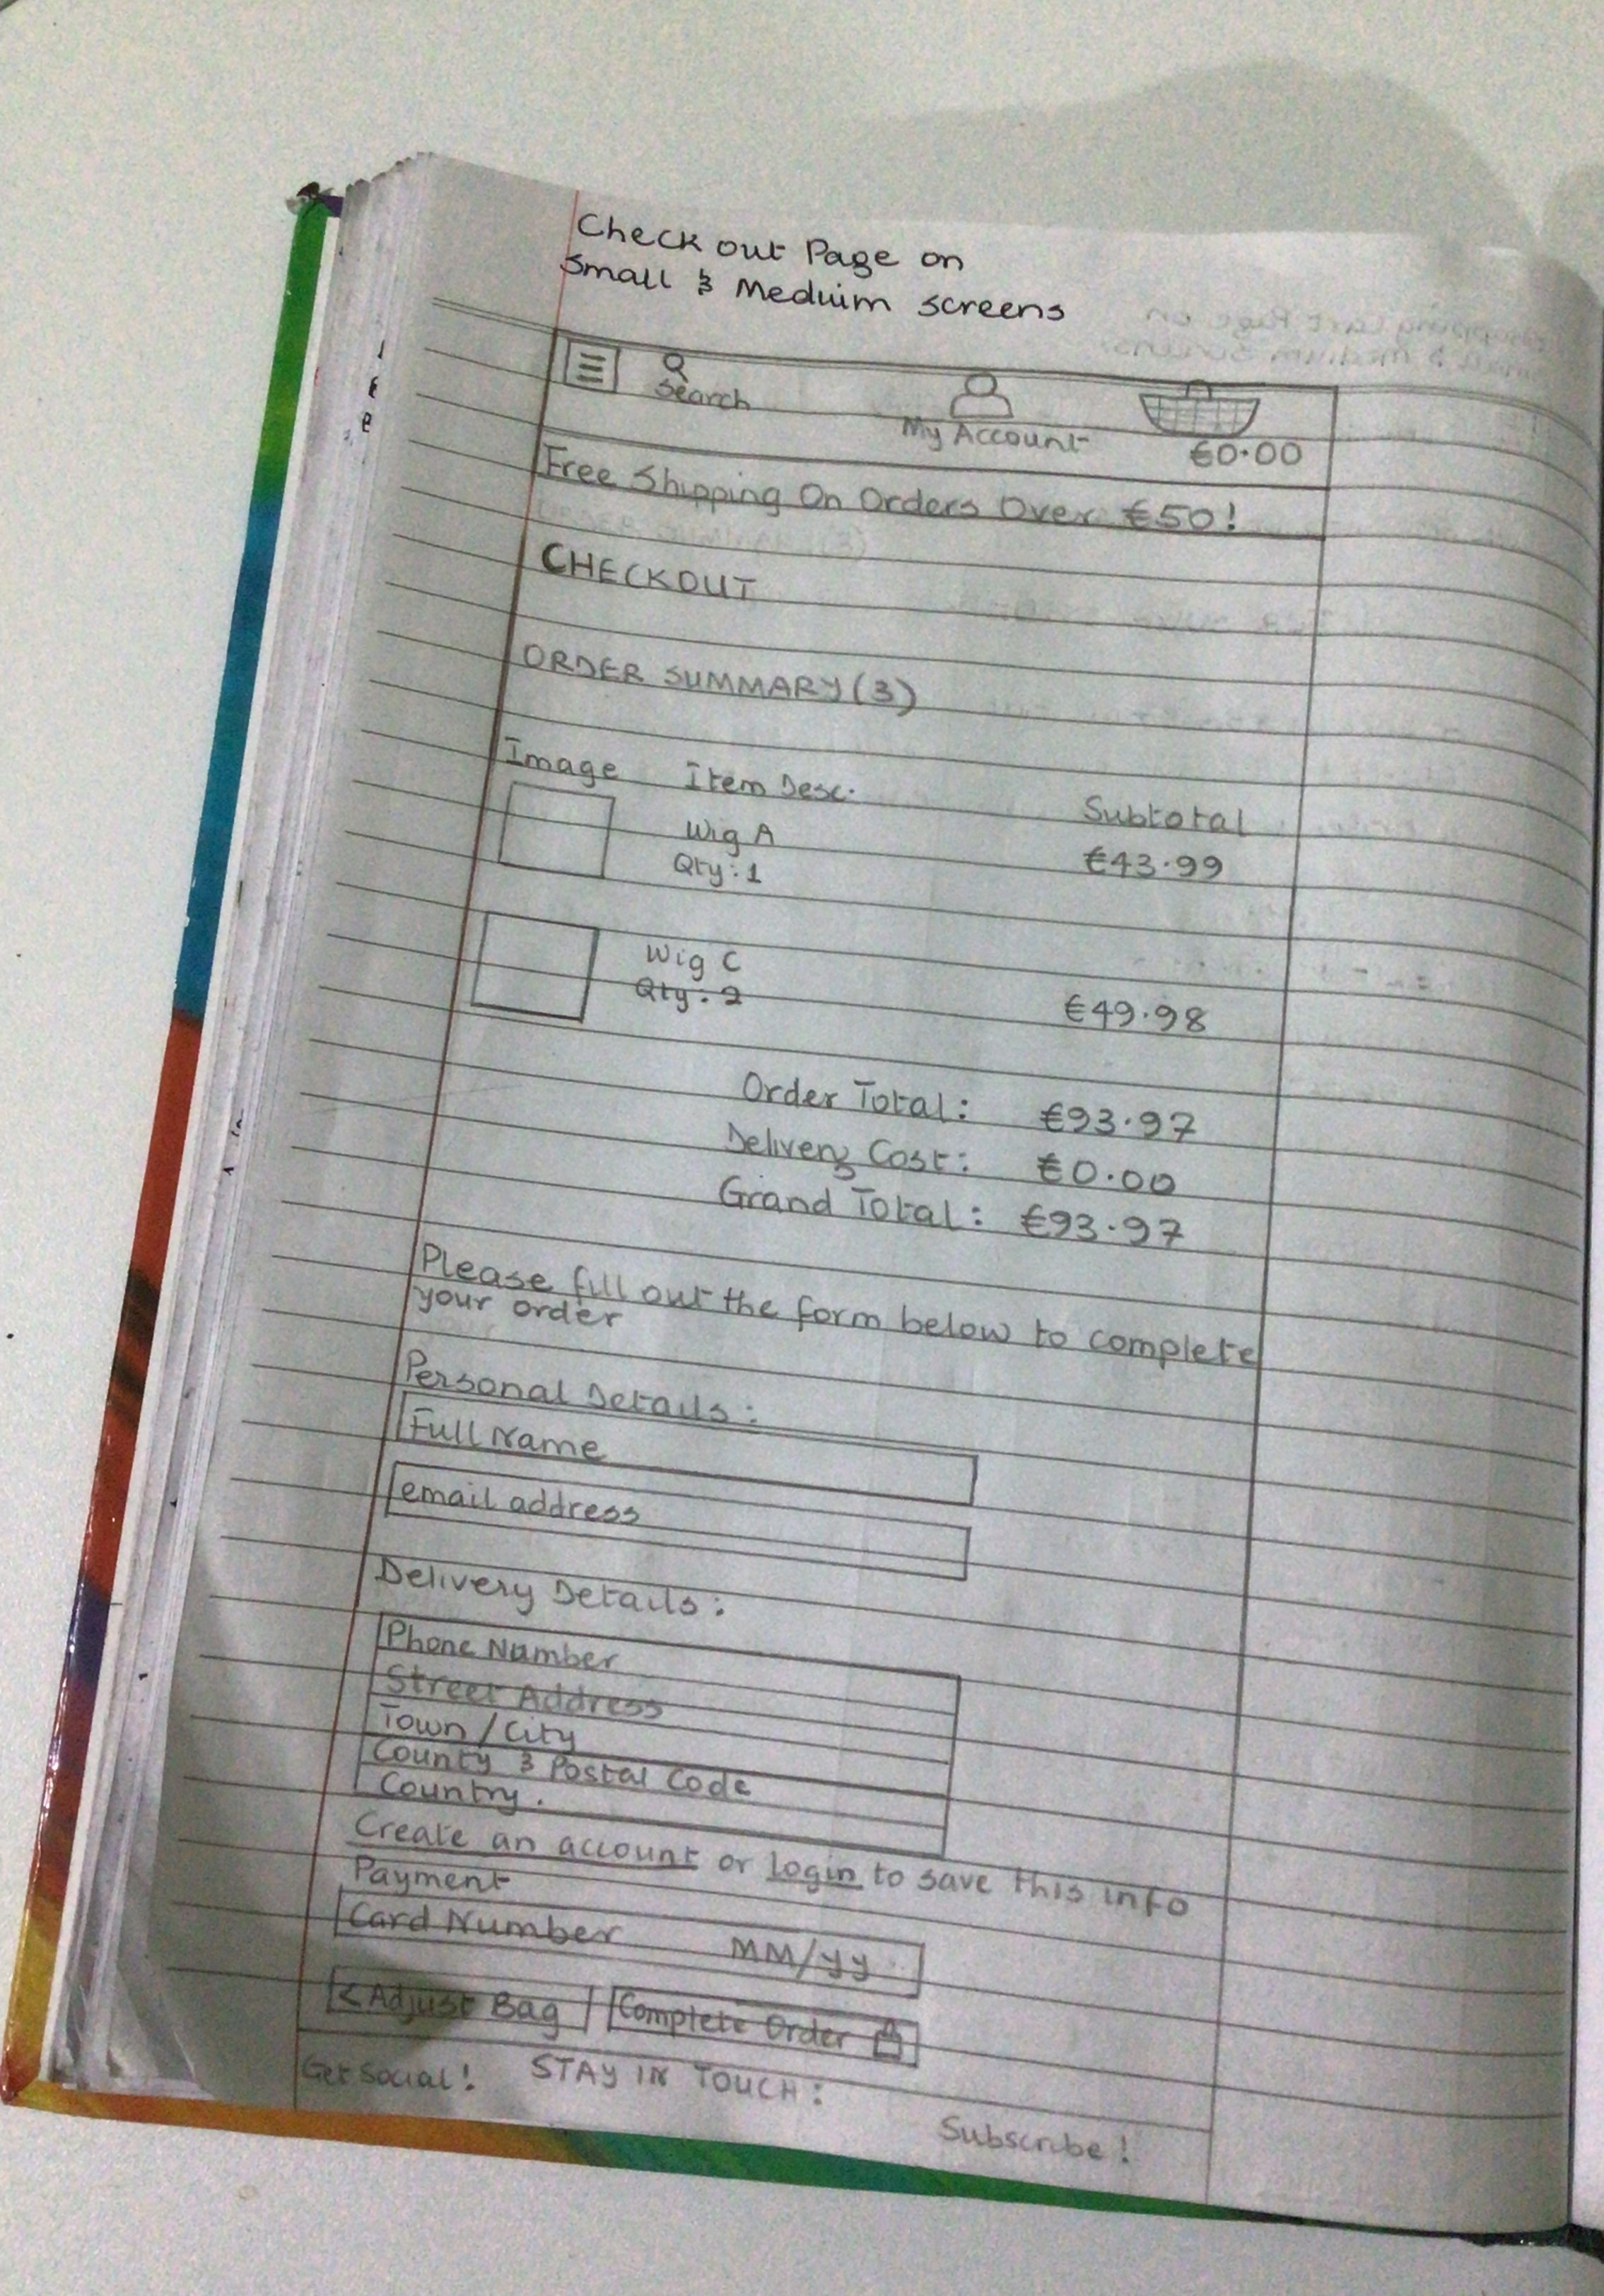 Check out Page on
Small & Meduim screens
Search
My Account
€0.00
Free Shipping On Orders Over €50!
CHECKOUT
ORDER SUMMARY (3)
Image Item Desc. Subtotal
Wig A €43.99
Qty: 1
Wig C
Qty: 2 €49.98
Order Total: €93.97
Delivery Cost: €0.00
Grand Total: €93.97
Please fill out the form below to complete
your order
Personal Details:
Full Name
email address
Delivery Details:
Phone Number
Street Address
Town / City
County & Postal Code
Country.
Create an account or login to save this info
Payment
Card Number MM/yy
< Adjust Bag Complete Order
Get Social! STAY IN TOUCH:
Subscribe!